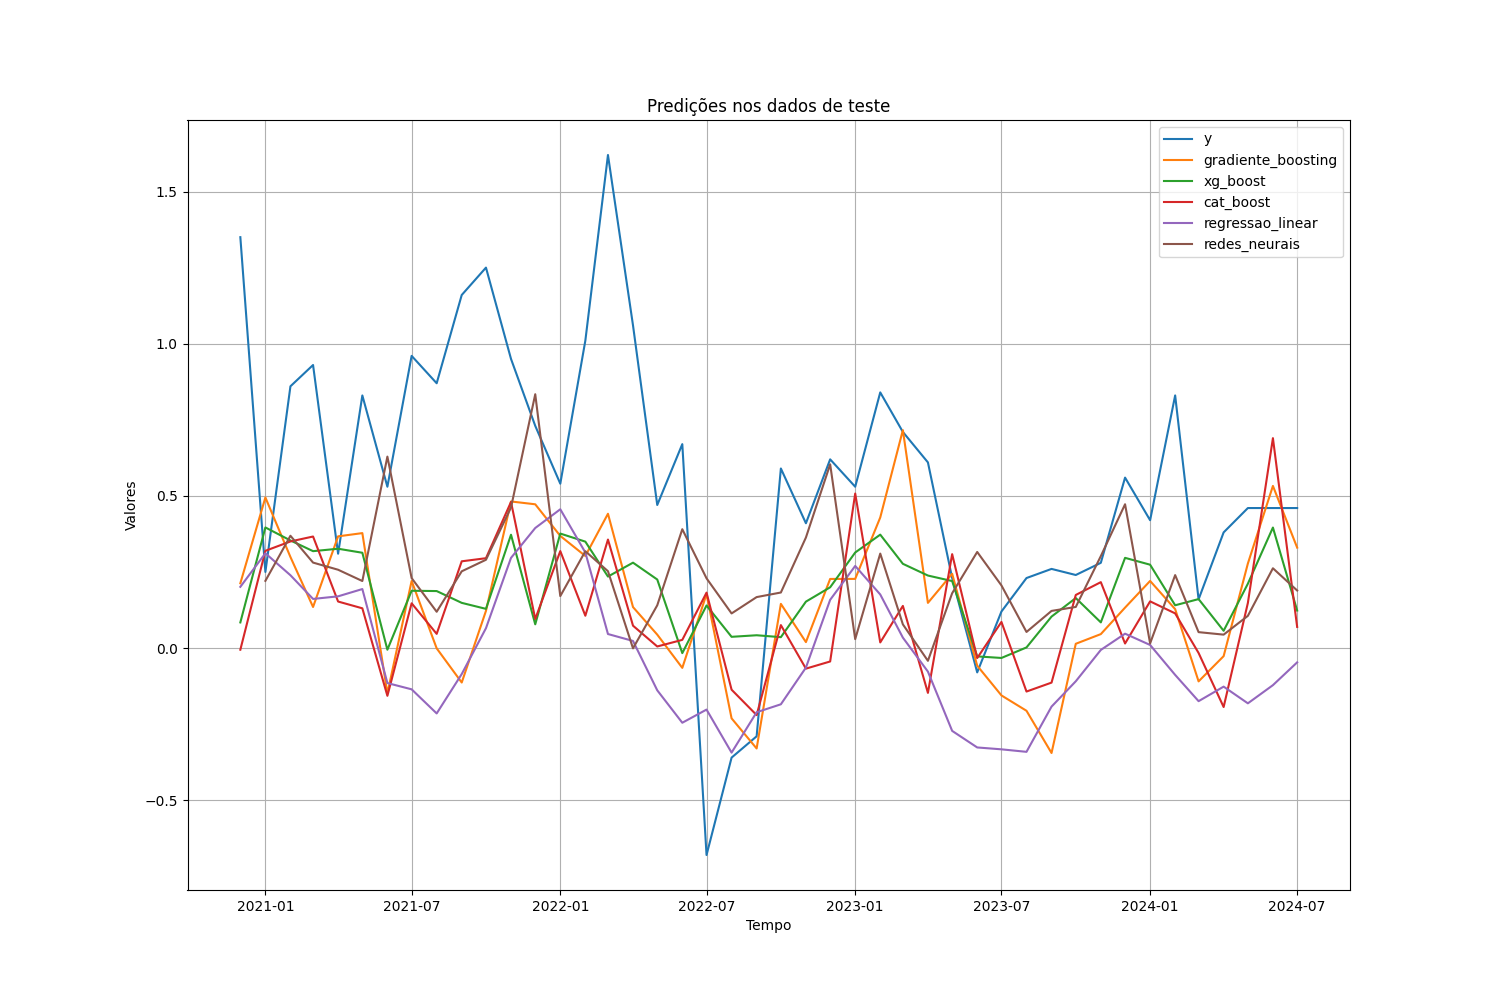 Predições nos dados de teste
y
gradiente_boosting
xg_boost
cat_boost
regressao_linear
redes_neurais
Valores
1.5
1.0
0.5
0.0
−0.5
2021-01 2021-07 2022-01 2022-07 2023-01 2023-07 2024-01 2024-07
Tempo